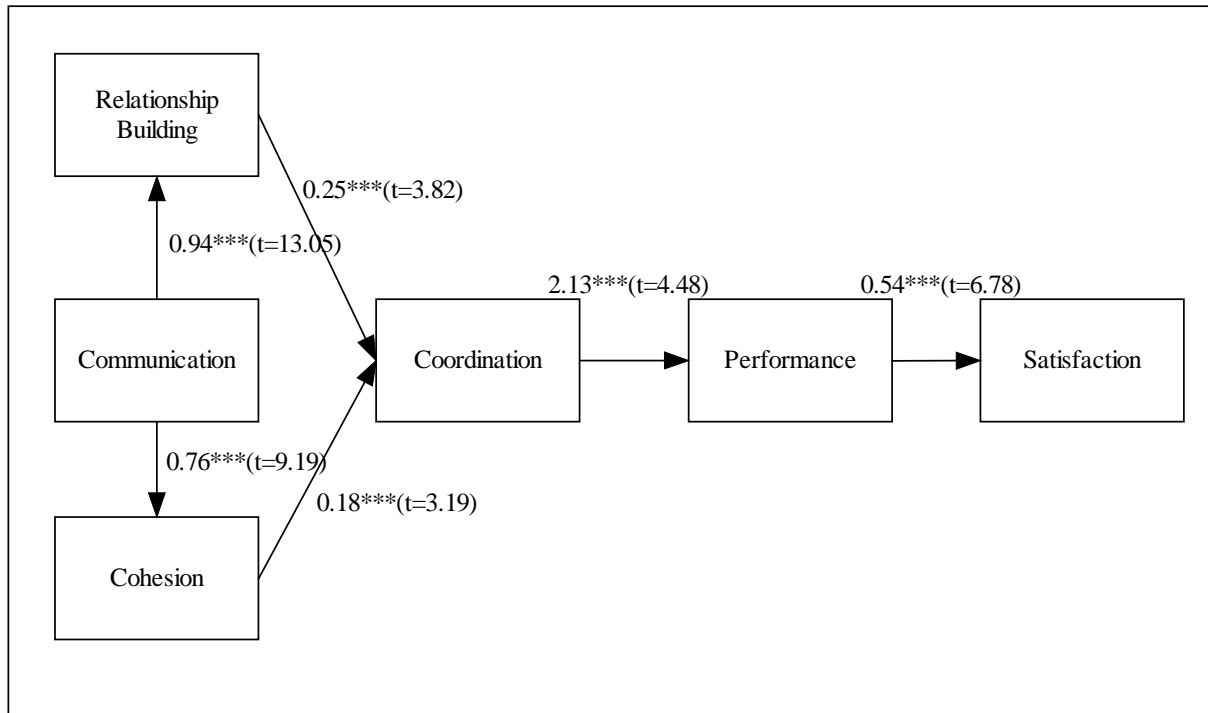 Relationship
Building
0.25***(t=3.82)
0.94***(t=13.05)
2.13***(t=4.48)
0.54***(t=6.78)
Communication
Coordination
Performance
Satisfaction
0.76***(t=9.19)
0.18***(t=3.19)
Cohesion